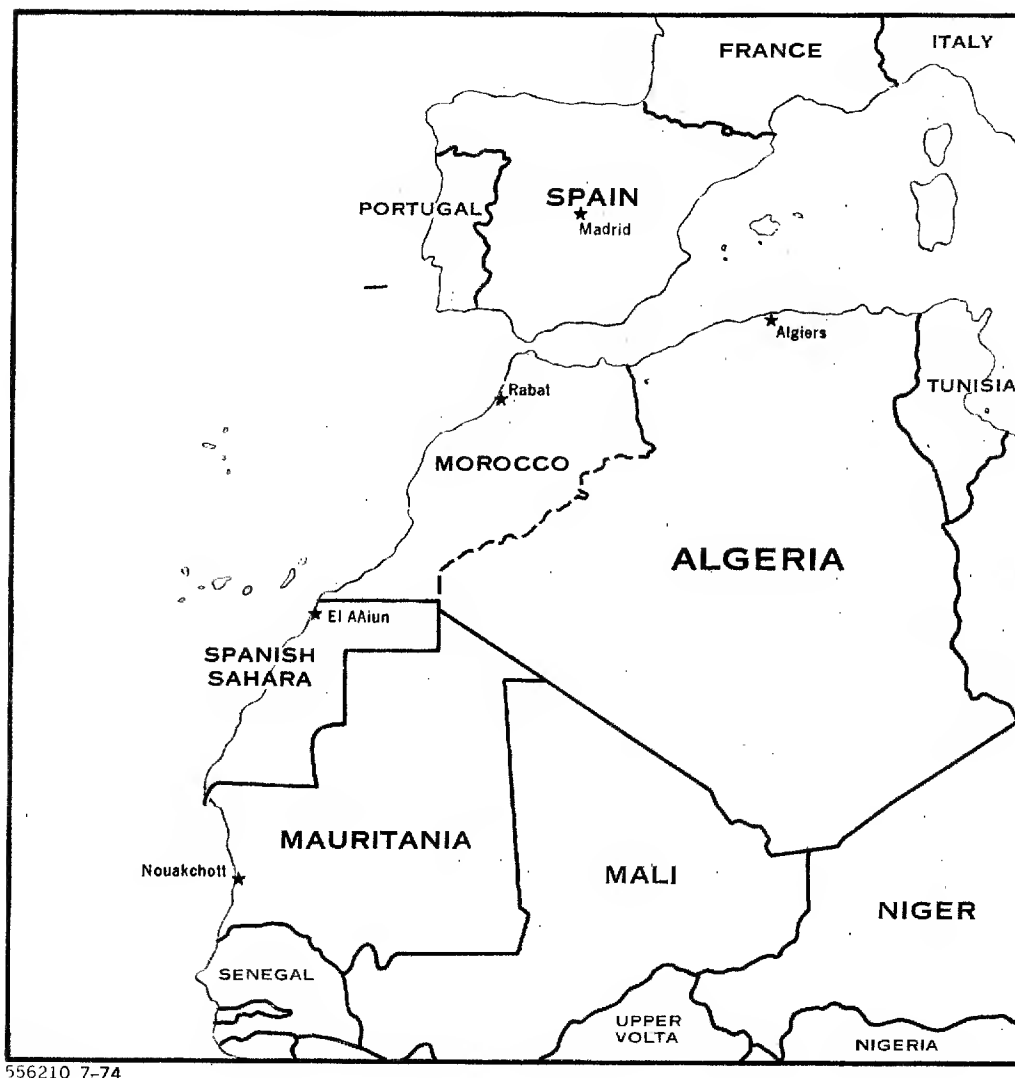 FRANCE
ITALY
SPAIN
PORTUGAL
Madrid
Algiers
TUNISIA
Rabat
MOROCCO
ALGERIA
El AAiun
SPANISH
SAHARA
MAURITANIA
Nouakchott
MALI
NIGER
SENEGAL
UPPER
VOLTA
NIGERIA
556210 7-74